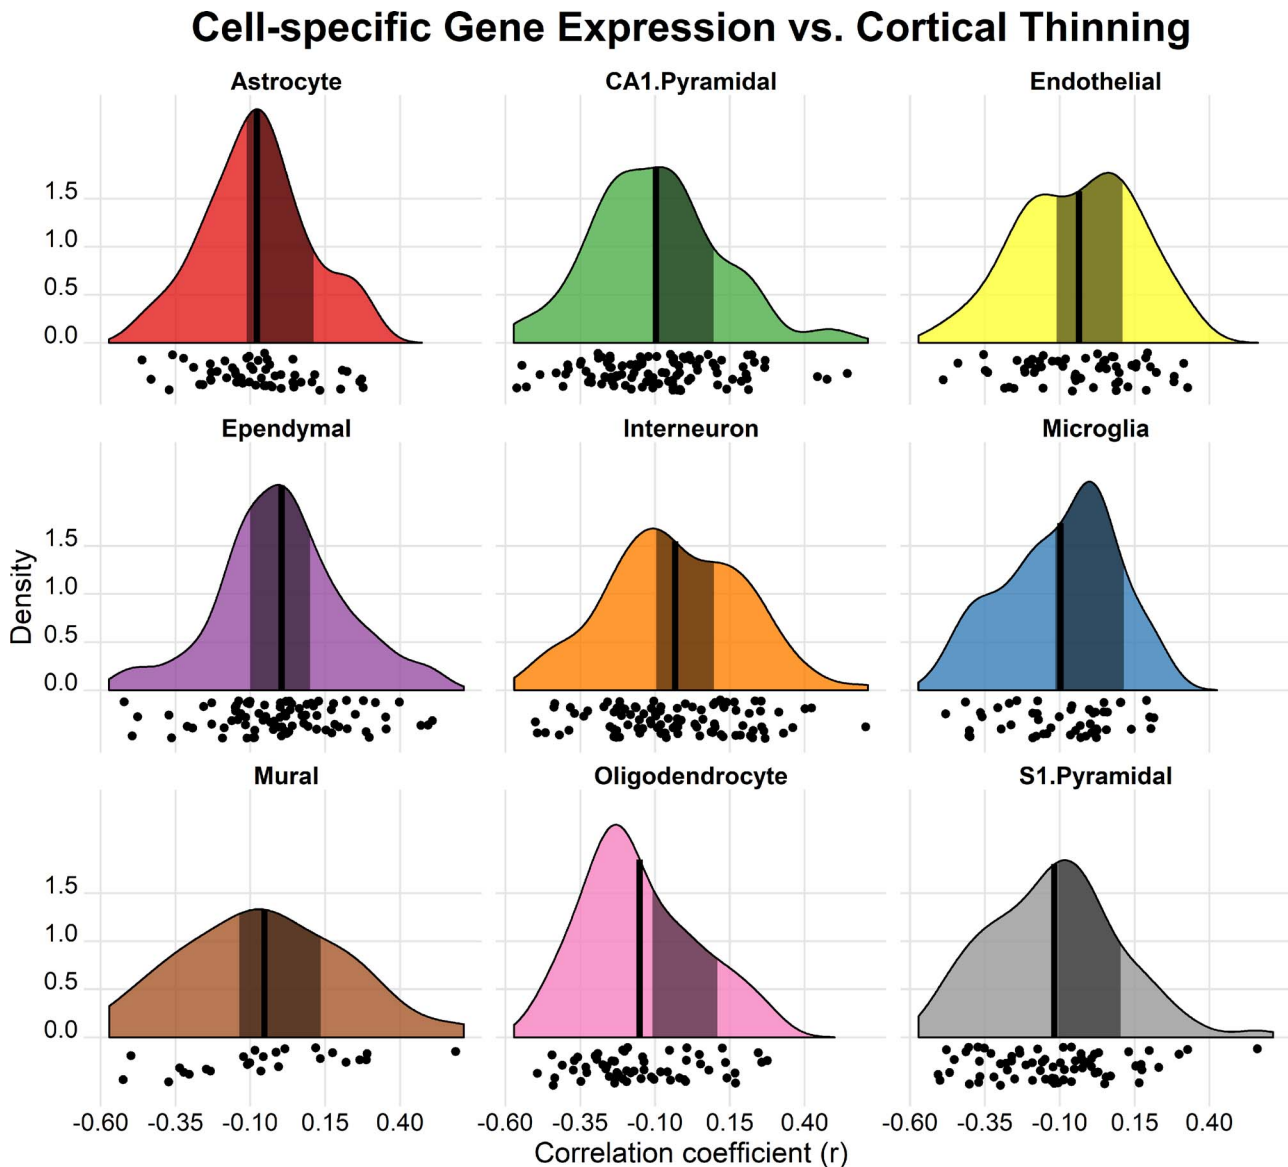 Cell-specific Gene Expression vs. Cortical Thinning
Astrocyte CA1.Pyramidal Endothelial
1.5
1.0
0.5
0.0
Ependymal Interneuron Microglia
Density
1.5
1.0
0.5
0.0
Mural Oligodendrocyte S1.Pyramidal
1.5
1.0
0.5
0.0
-0.60 -0.35 -0.10 0.15 0.40 -0.60 -0.35 -0.10 0.15 0.40 -0.60 -0.35 -0.10 0.15 0.40
Correlation coefficient (r)